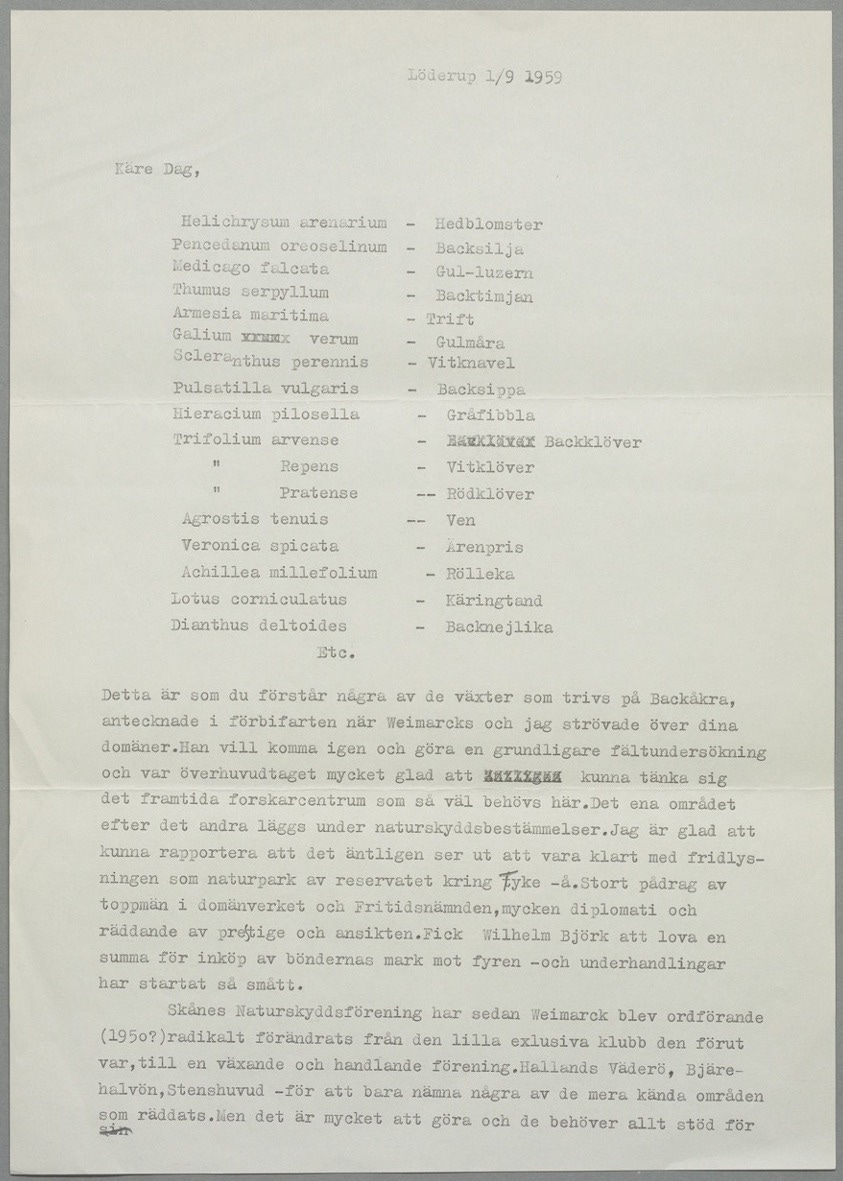 Löderup 1/9 1959
Käre Dag,
Helichrysum arenarium - Hedblomster
Pencedanum oreoselinum - Backsilja
Medicago falcata - Gul-luzern
Thumus serpyllum - Backtimjan
Armesia maritima - Trift
Galium verum - Gulmåra
Scleranthus perennis - Vitknavel
Pulsatilla vulgaris - Backsippa
Hieracium pilosella - Gråfibbla
Trifolium arvense - Backklöver
" Repens - Vitklöver
" Pratense -- Rödklöver
Agrostis tenuis -- Ven
Veronica spicata - Ärenpris
Achillea millefolium - Rölleka
Lotus corniculatus - Käringtand
Dianthus deltoides - Backnejlika
Etc.
Detta är som du förstår några av de växter som trivs på Backåkra,
antecknade i förbifarten när Weimarcks och jag strövade över dina
domäner.Han vill komma igen och göra en grundligare fältundersökning
och var överhuvudtaget mycket glad att kunna tänka sig
det framtida forskarcentrum som så väl behövs här.Det ena området
efter det andra läggs under naturskyddsbestämmelser.Jag är glad att
kunna rapportera att det äntligen ser ut att vara klart med fridlys-
ningen som naturpark av reservatet kring Fyke -å.Stort pådrag av
toppmän i domänverket och Fritidsnämnden,mycken diplomati och
räddande av prestige och ansikten.Fick Wilhelm Björk att lova en
summa för inköp av böndernas mark mot fyren -och underhandlingar
har startat så smått.
Skånes Naturskyddsförening har sedan Weimarck blev ordförande
(195o?)radikalt förändrats från den lilla exlusiva klubb den förut
var,till en växande och handlande förening.Hallands Väderö, Bjäre-
halvön,Stenshuvud -för att bara nämna några av de mera kända områden
som räddats.Men det är mycket att göra och de behöver allt stöd för
sin